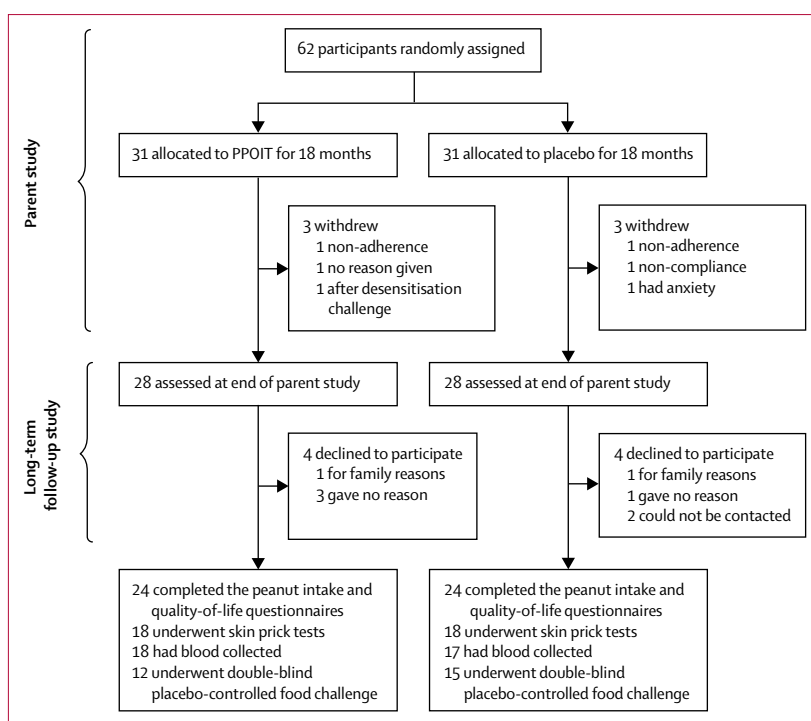 62 participants randomly assigned
Parent study
31 allocated to PPOIT for 18 months
31 allocated to placebo for 18 months
3 withdrew
1 non-adherence
1 no reason given
1 after desensitisation
challenge
3 withdrew
1 non-adherence
1 non-compliance
1 had anxiety
Long-term
follow-up study
28 assessed at end of parent study
28 assessed at end of parent study
4 declined to participate
1 for family reasons
3 gave no reason
4 declined to participate
1 for family reasons
1 gave no reason
2 could not be contacted
24 completed the peanut intake and
quality-of-life questionnaires
18 underwent skin prick tests
18 had blood collected
12 underwent double-blind
placebo-controlled food challenge
24 completed the peanut intake and
quality-of-life questionnaires
18 underwent skin prick tests
17 had blood collected
15 underwent double-blind
placebo-controlled food challenge